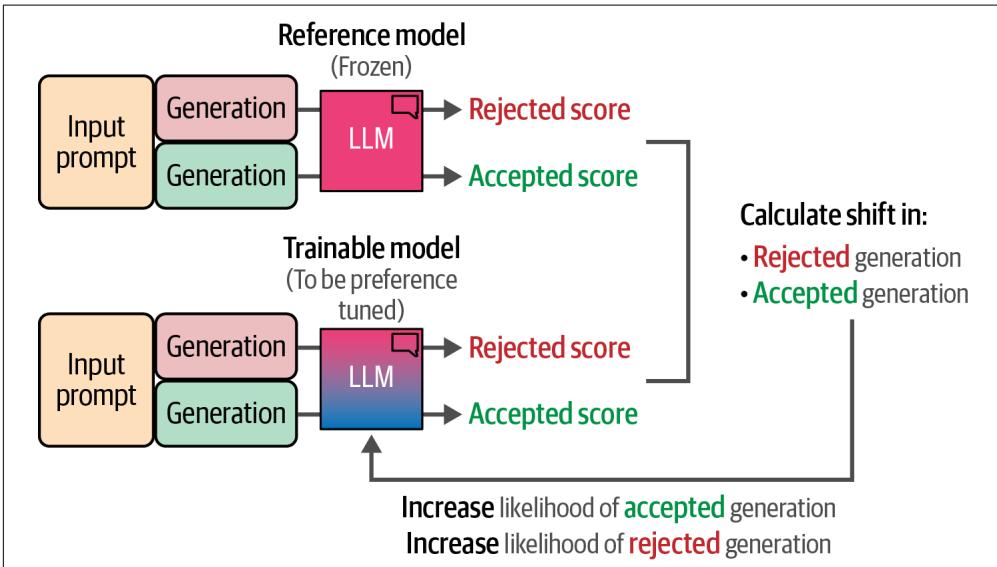 Reference model
(Frozen)
Input
prompt
Generation
Generation
LLM
Rejected score
Accepted score
Trainable model
(To be preference
tuned)
Input
prompt
Generation
Generation
LLM
Rejected score
Accepted score
Calculate shift in:
• Rejected generation
• Accepted generation
Increase likelihood of accepted generation
Increase likelihood of rejected generation